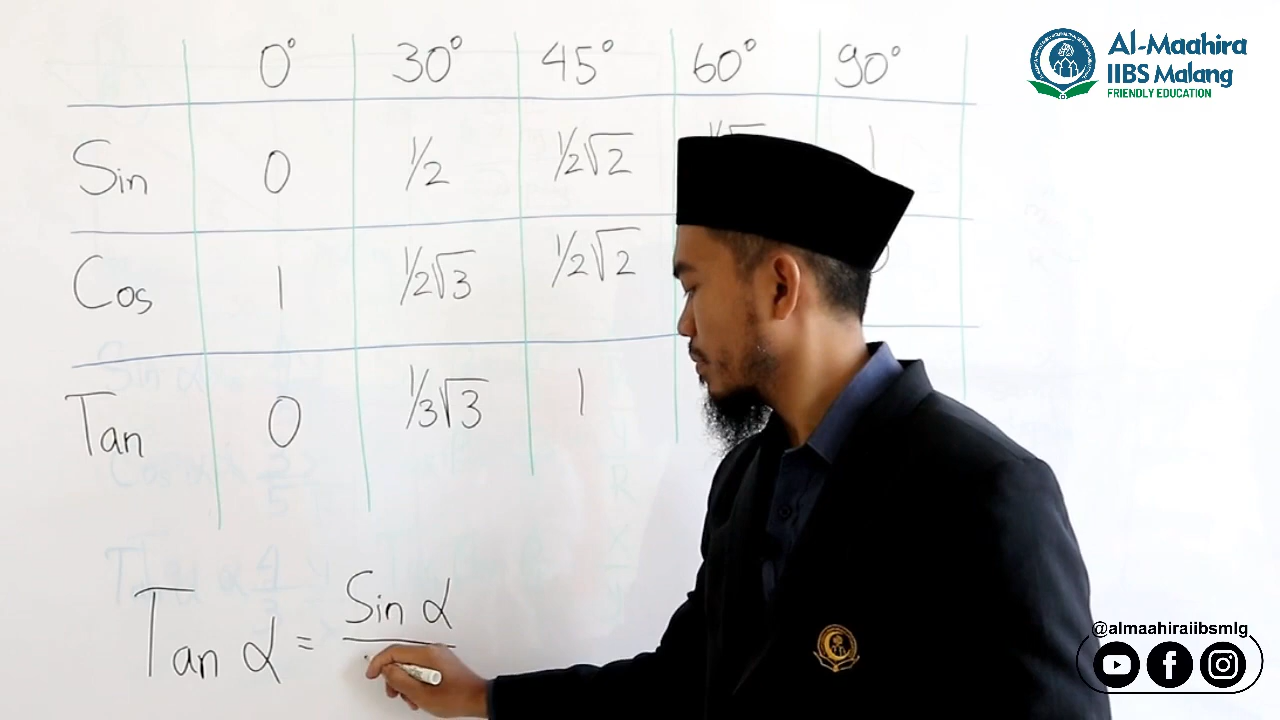 0° 30° 45° 60° 90°
Sin 0 1/2 1/2√2 1
Cos 1 1/2√3 1/2√2
Tan 0 1/3√3 1
Tan α = Sin α
Al-Maahira
IIBS Malang
FRIENDLY EDUCATION
@almaahiraiibsmlg